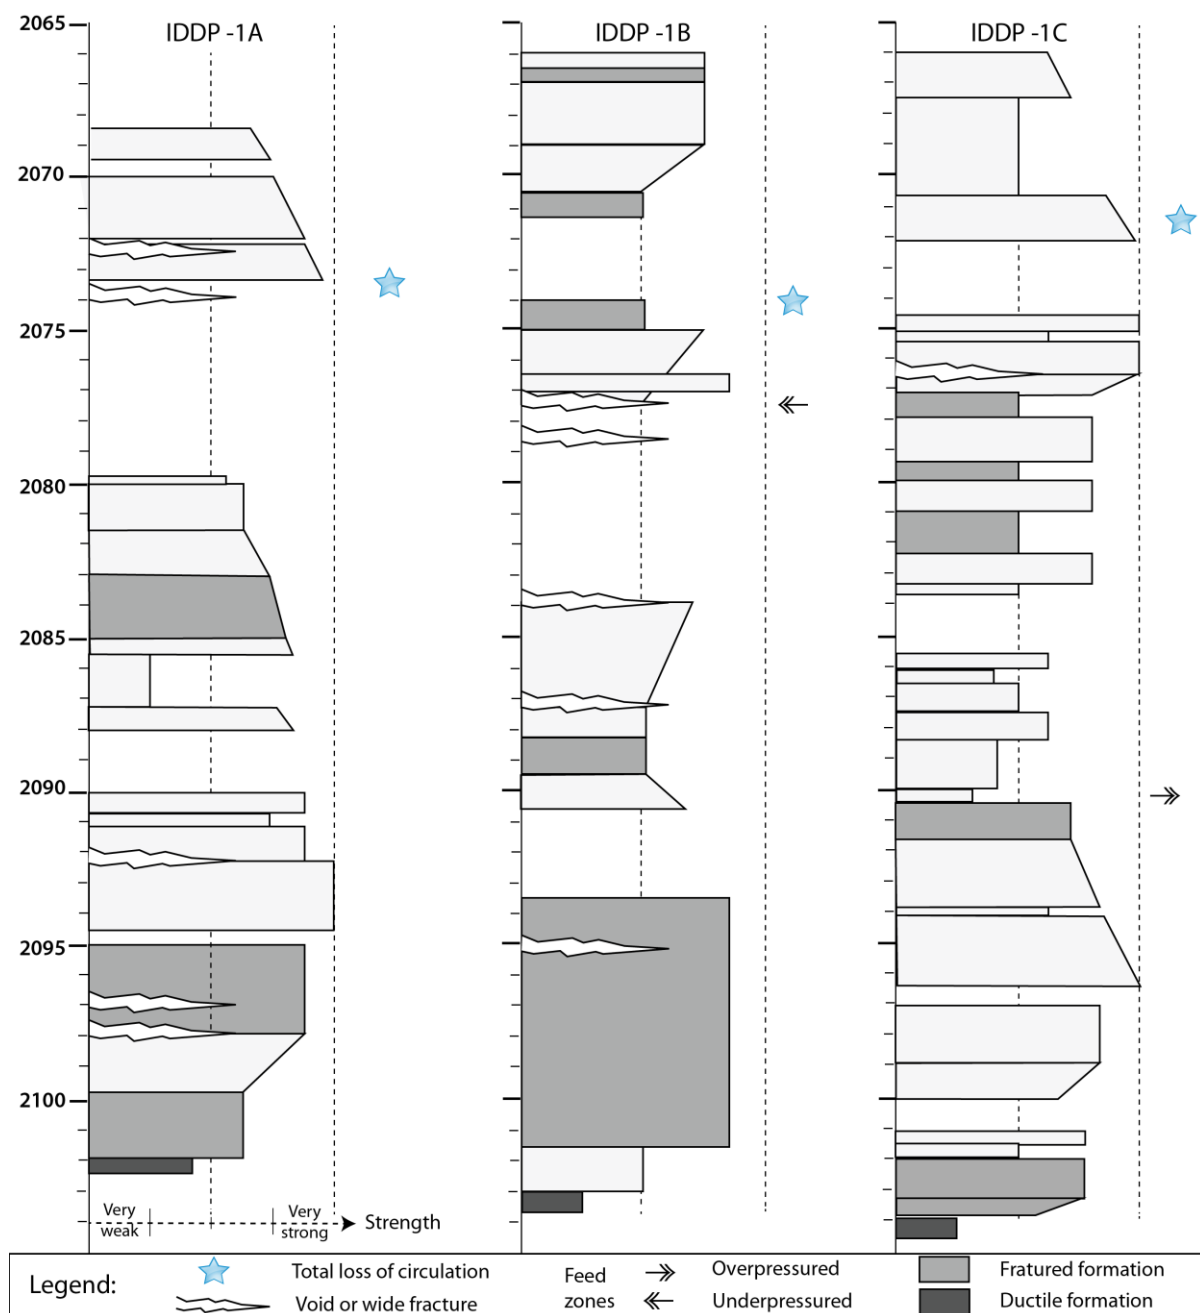 IDDP -1A
IDDP -1B
IDDP -1C
2065
2070
2075
2080
2085
2090
2095
2100
Very
weak
Very
strong
Strength
Legend:
Total loss of circulation
Void or wide fracture
Feed
zones
Overpressured
Underpressured
Fratured formation
Ductile formation